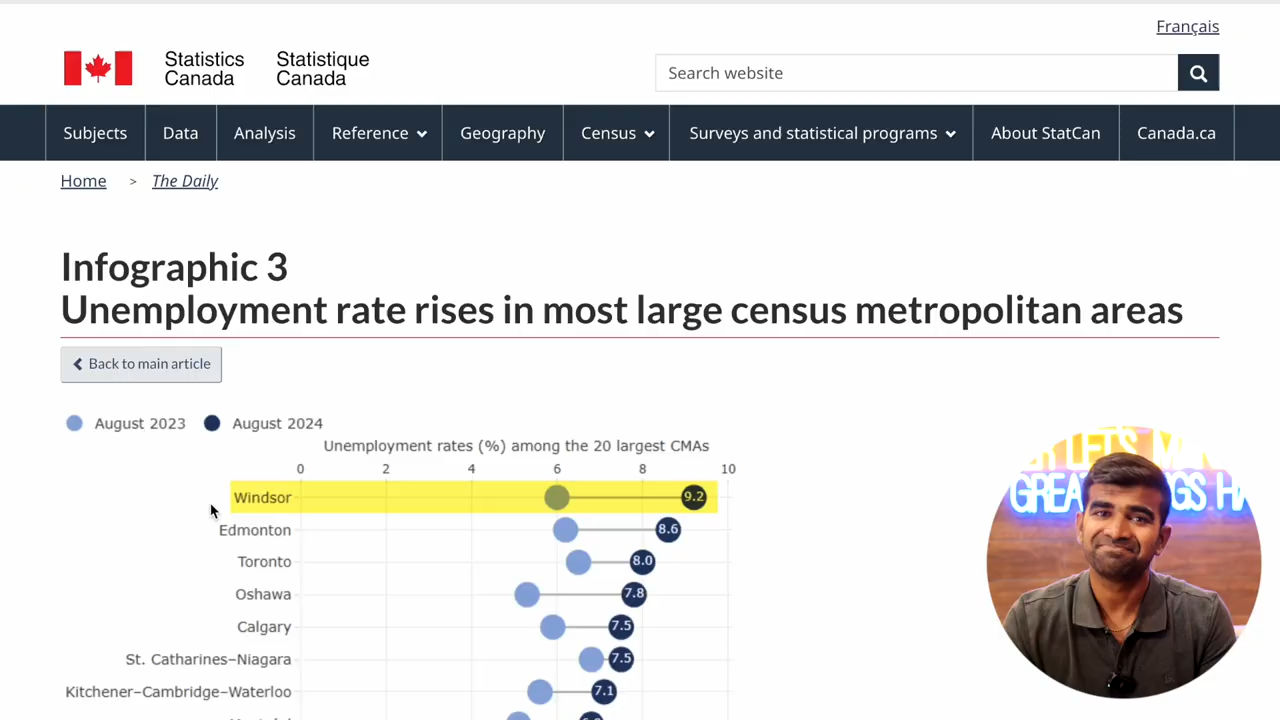 Français
Statistics Canada
Statistique Canada
Search website
Subjects
Data
Analysis
Reference
Geography
Census
Surveys and statistical programs
About StatCan
Canada.ca
Home > The Daily
Infographic 3
Unemployment rate rises in most large census metropolitan areas
Back to main article
August 2023 August 2024
Unemployment rates (%) among the 20 largest CMAs
0 2 4 6 8 10
Windsor 9.2
Edmonton 8.6
Toronto 8.0
Oshawa 7.8
Calgary 7.5
St. Catharines–Niagara 7.5
Kitchener–Cambridge–Waterloo 7.1